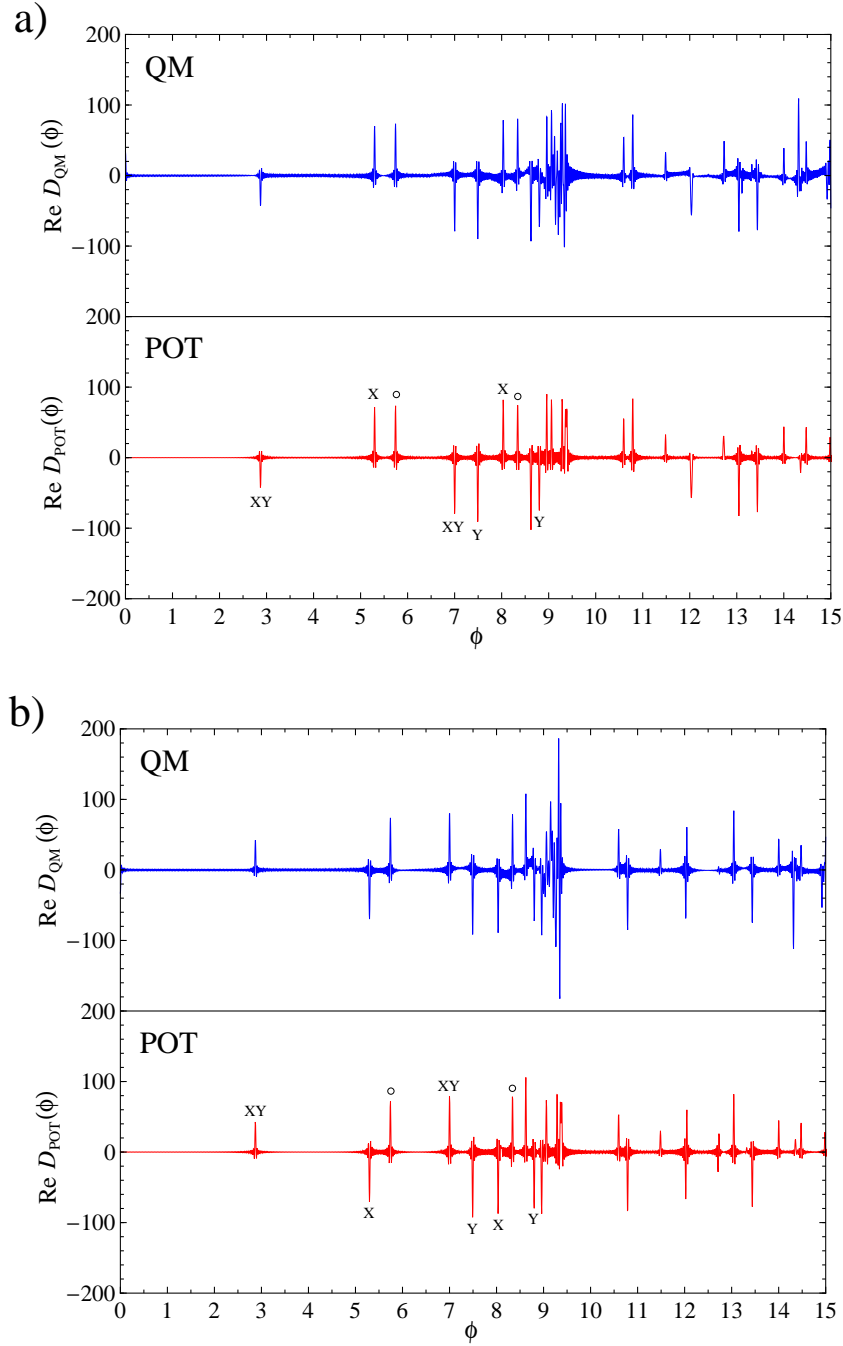 a)
200
QM
100
0
−100
Re D_QM (ϕ)
200
POT
X ○ X ○
100
0
XY XY Y Y
−100
−200
Re D_POT(ϕ)
0 1 2 3 4 5 6 7 8 9 10 11 12 13 14 15
ϕ
b)
200
QM
100
0
−100
Re D_QM (ϕ)
200
POT
XY ○ XY ○
100
0
X Y X Y
−100
−200
Re D_POT(ϕ)
0 1 2 3 4 5 6 7 8 9 10 11 12 13 14 15
ϕ